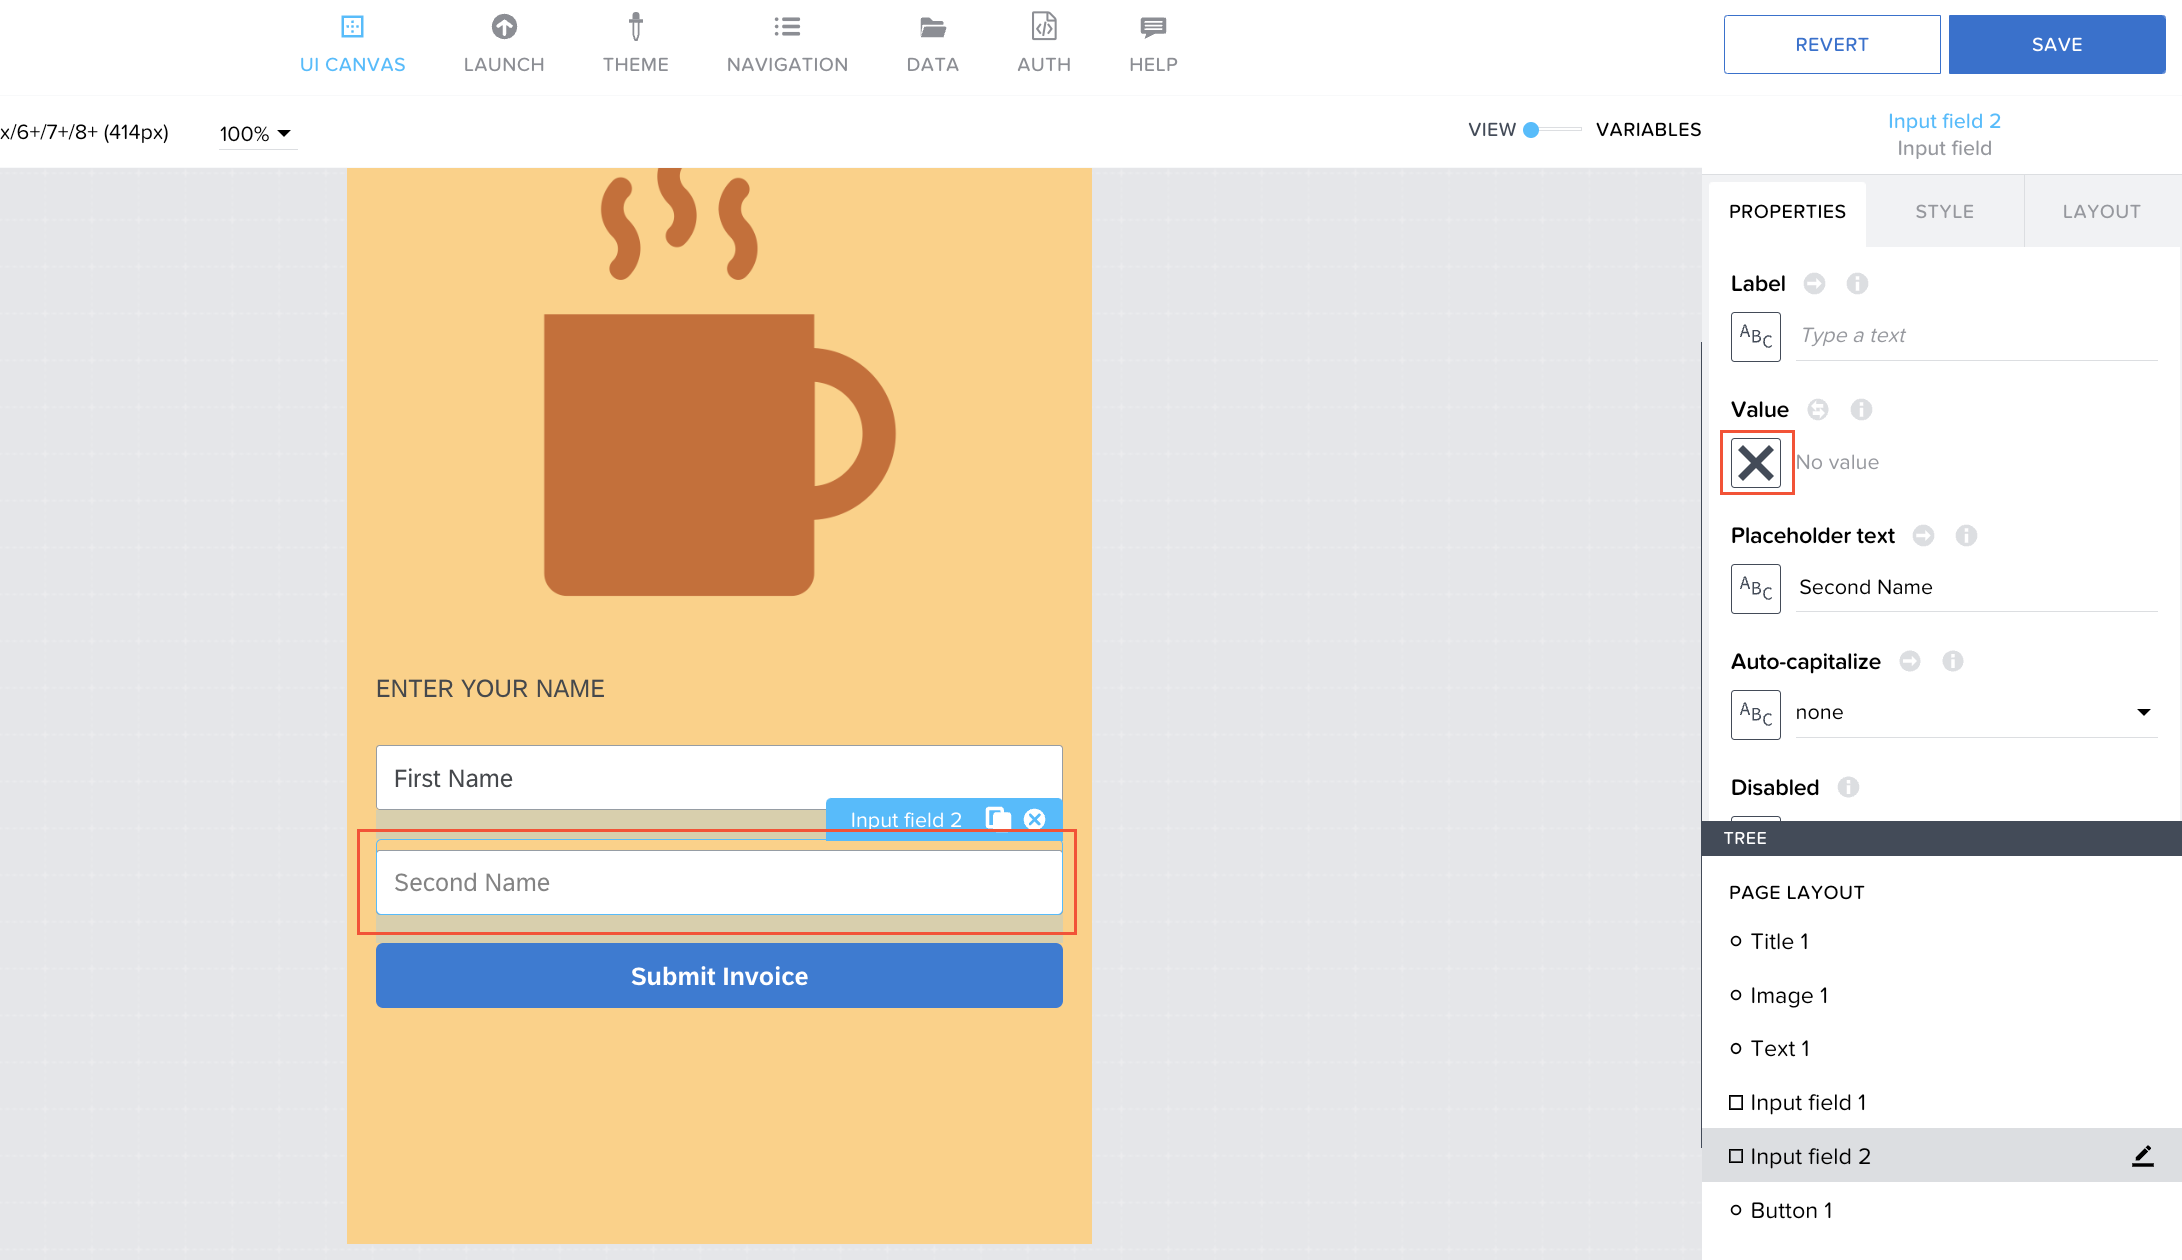 UI CANVAS
LAUNCH
THEME
NAVIGATION
DATA
AUTH
HELP
REVERT
SAVE
x/6+/7+/8+ (414px)
100%
VIEW
VARIABLES
Input field 2
Input field
PROPERTIES
STYLE
LAYOUT
Label
ABC
Type a text
Value
No value
Placeholder text
ABC
Second Name
Auto-capitalize
ABC
none
Disabled
ENTER YOUR NAME
First Name
Input field 2
Second Name
Submit Invoice
TREE
PAGE LAYOUT
Title 1
Image 1
Text 1
Input field 1
Input field 2
Button 1